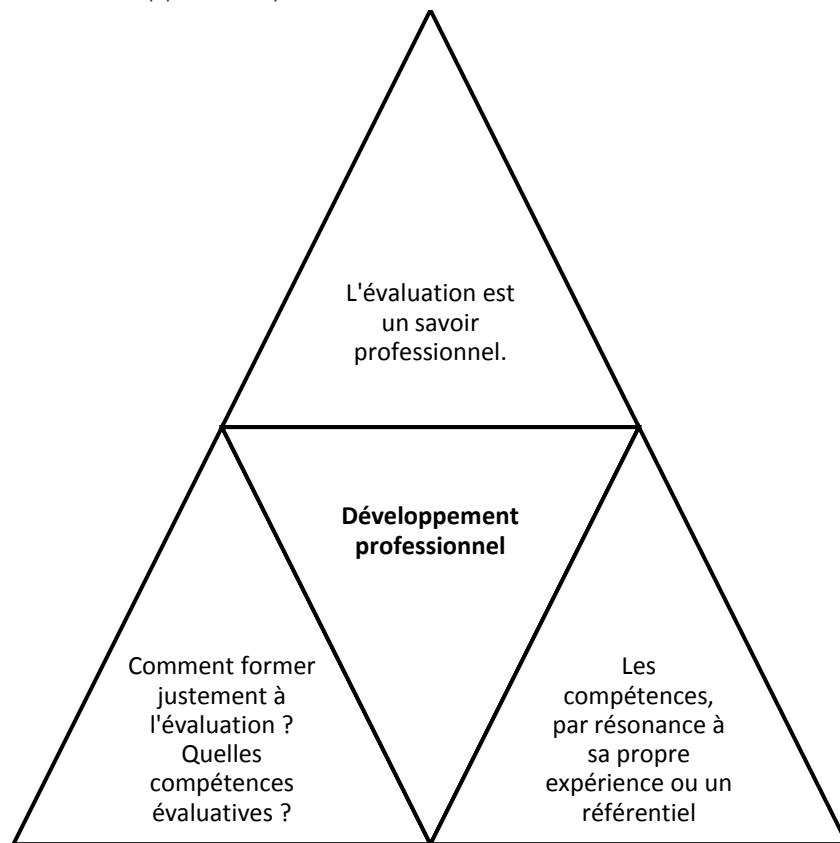 L'évaluation est
un savoir
professionnel.
Développement
professionnel
Comment former
justement à
l'évaluation ?
Quelles
compétences
évaluatives ?
Les
compétences,
par résonance à
sa propre
expérience ou un
référentiel